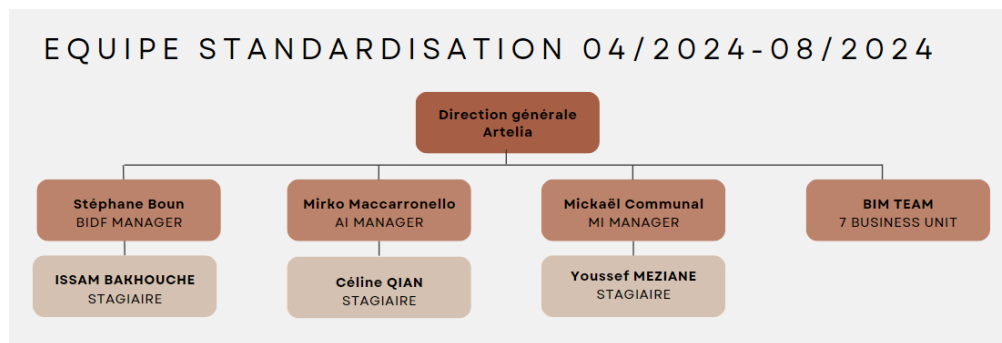 EQUIPE STANDARDISATION 04/2024-08/2024
Direction générale
Artelia
Stéphane Boun
BIDF MANAGER
Mirko Maccarronello
AI MANAGER
Mickaël Communal
MI MANAGER
BIM TEAM
7 BUSINESS UNIT
ISSAM BAKHOUCHE
STAGIAIRE
Céline QIAN
STAGIAIRE
Youssef MEZIANE
STAGIAIRE